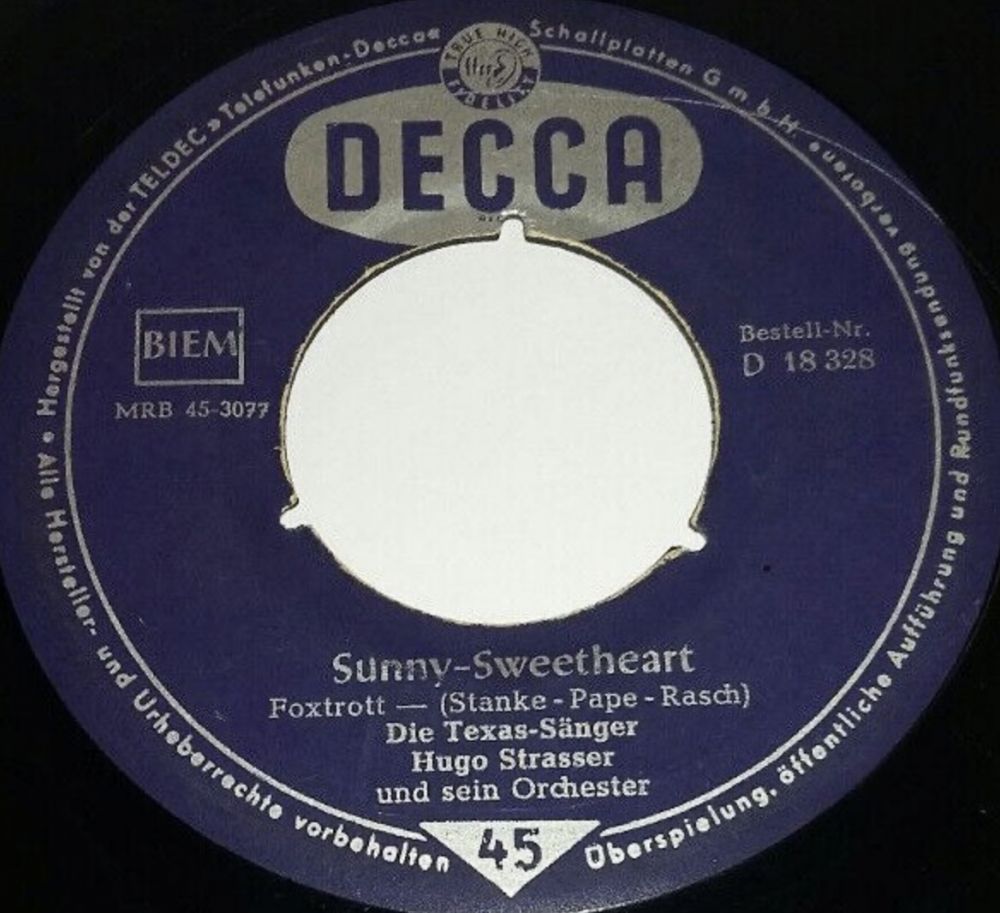 Hergestellt von der TELDEC »Telefunken-Decca« Schallplatten GmbH
TRUE HIGH FIDELITY
DECCA
BIEM
MRB 45-3077
Bestell-Nr.
D 18 328
Sunny-Sweetheart
Foxtrott — (Stanke - Pape - Rasch)
Die Texas-Sänger
Hugo Strasser
und sein Orchester
45
• Alle Hersteller- und Urheberrechte vorbehalten
Überspielung, öffentliche Aufführung und Rundfunksendung verboten •